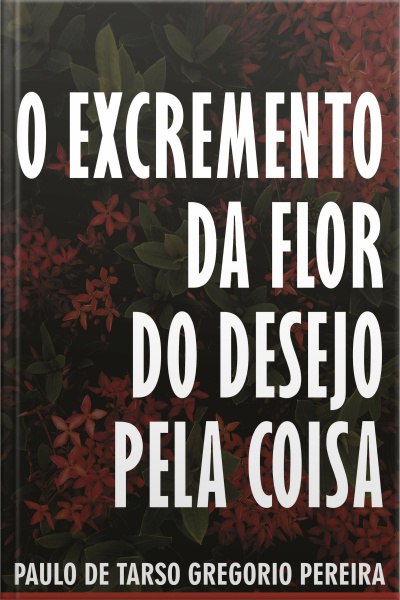 O EXCREMENTO
DA FLOR
DO DESEJO
PELA COISA
PAULO DE TARSO GREGORIO PEREIRA